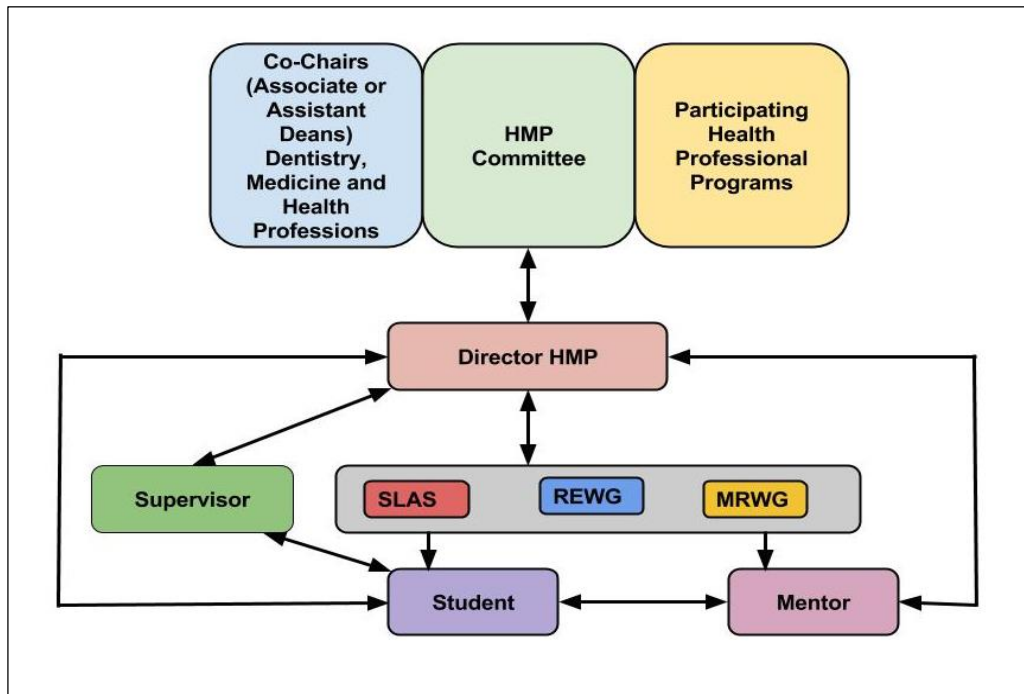 Co-Chairs
(Associate or
Assistant
Deans)
Dentistry,
Medicine and
Health
Professions
HMP
Committee
Participating
Health
Professional
Programs
Director HMP
Supervisor
SLAS
REWG
MRWG
Student
Mentor